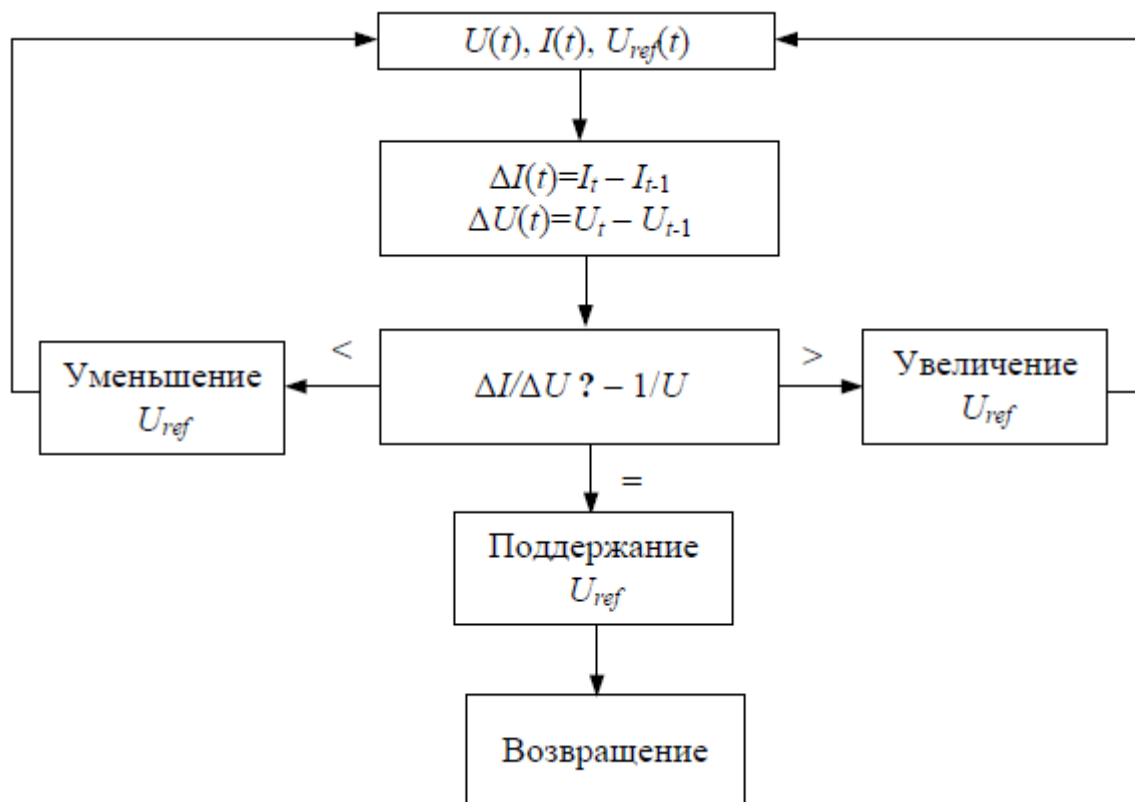 U(t), I(t), U_ref(t)
ΔI(t)=I_t – I_t-1
ΔU(t)=U_t – U_t-1
<
>
Уменьшение
U_ref
ΔI/ΔU ? – 1/U
Увеличение
U_ref
=
Поддержание
U_ref
Возвращение